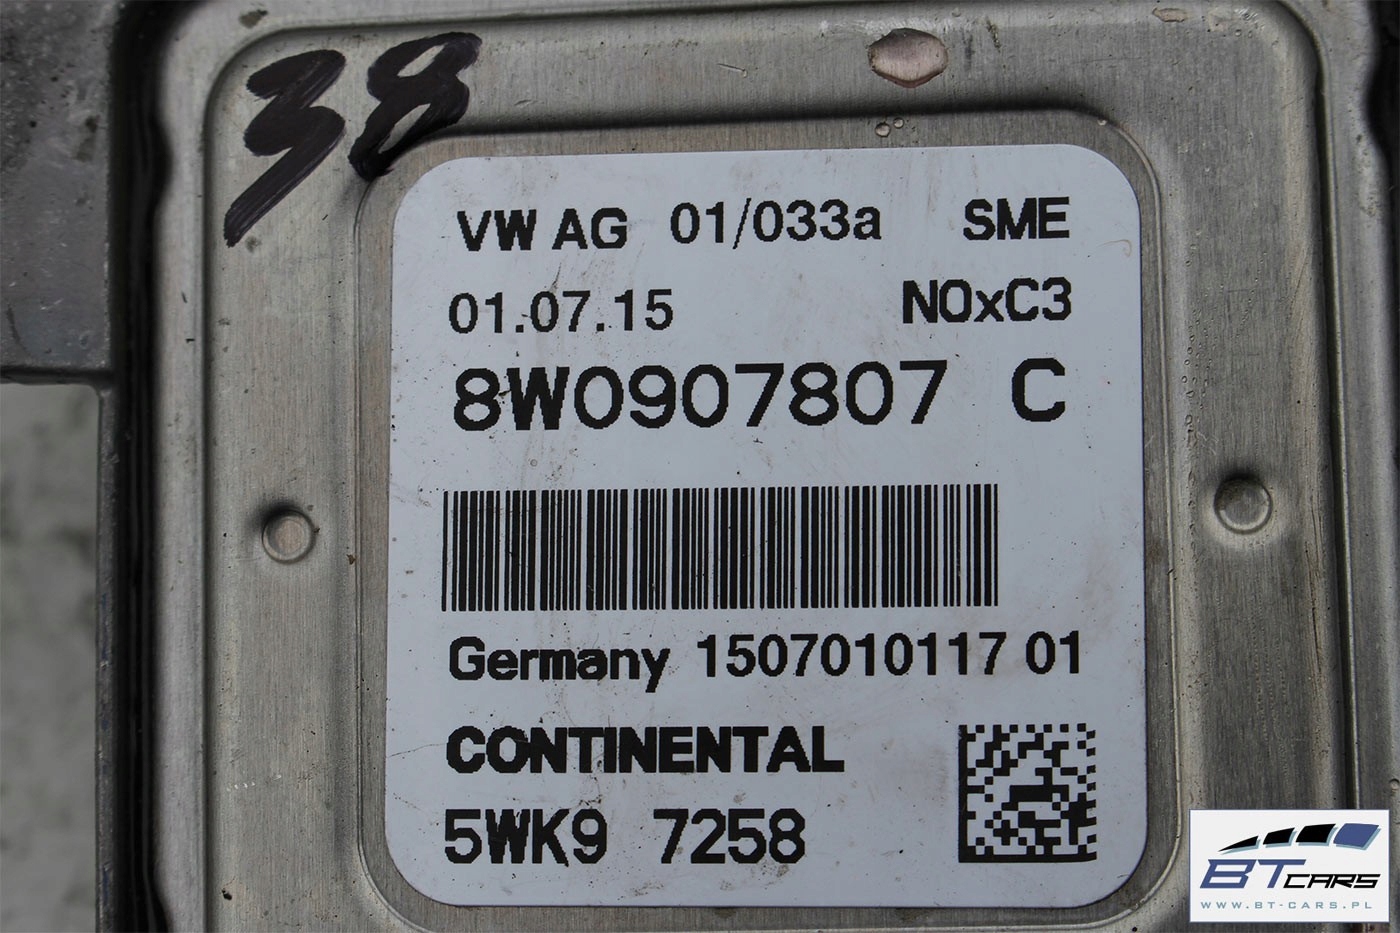 38
VW AG 01/033a SME
01.07.15 NOxC3
8W0907807 C
Germany 1507010117 01
CONTINENTAL
5WK9 7258
BT CARS
WWW.BT-CARS.PL